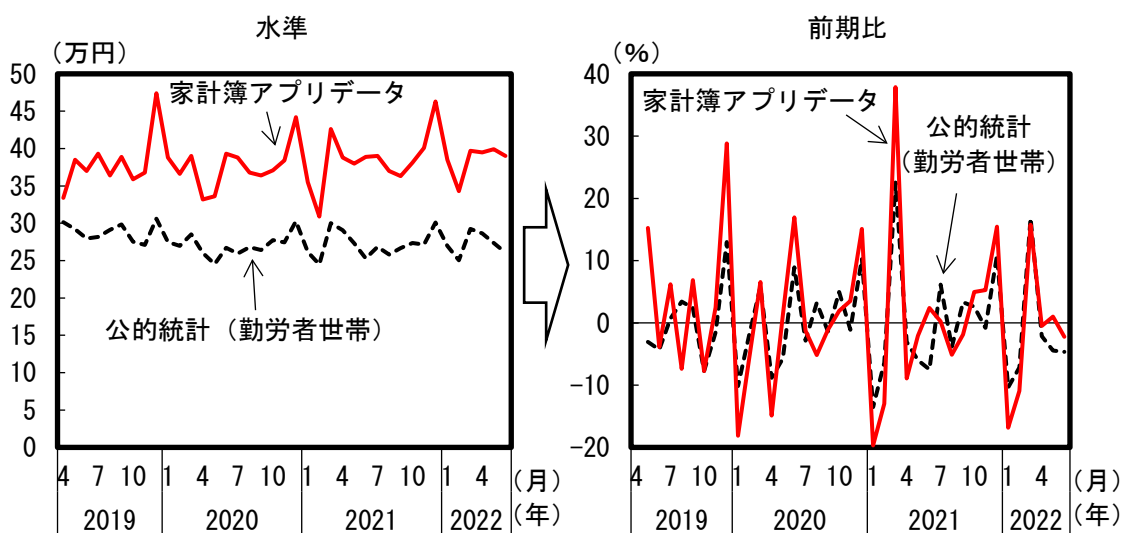 水準
(万円)
50
45
40
35
30
25
20
15
10
5
0
家計簿アプリデータ
公的統計（勤労者世帯）
4 7 10 1 4 7 10 1 4 7 10 1 4 (月)
2019 2020 2021 2022 (年)
前期比
(%)
40
30
20
10
0
-10
-20
家計簿アプリデータ
公的統計
（勤労者世帯）
4 7 10 1 4 7 10 1 4 7 10 1 4 (月)
2019 2020 2021 2022 (年)